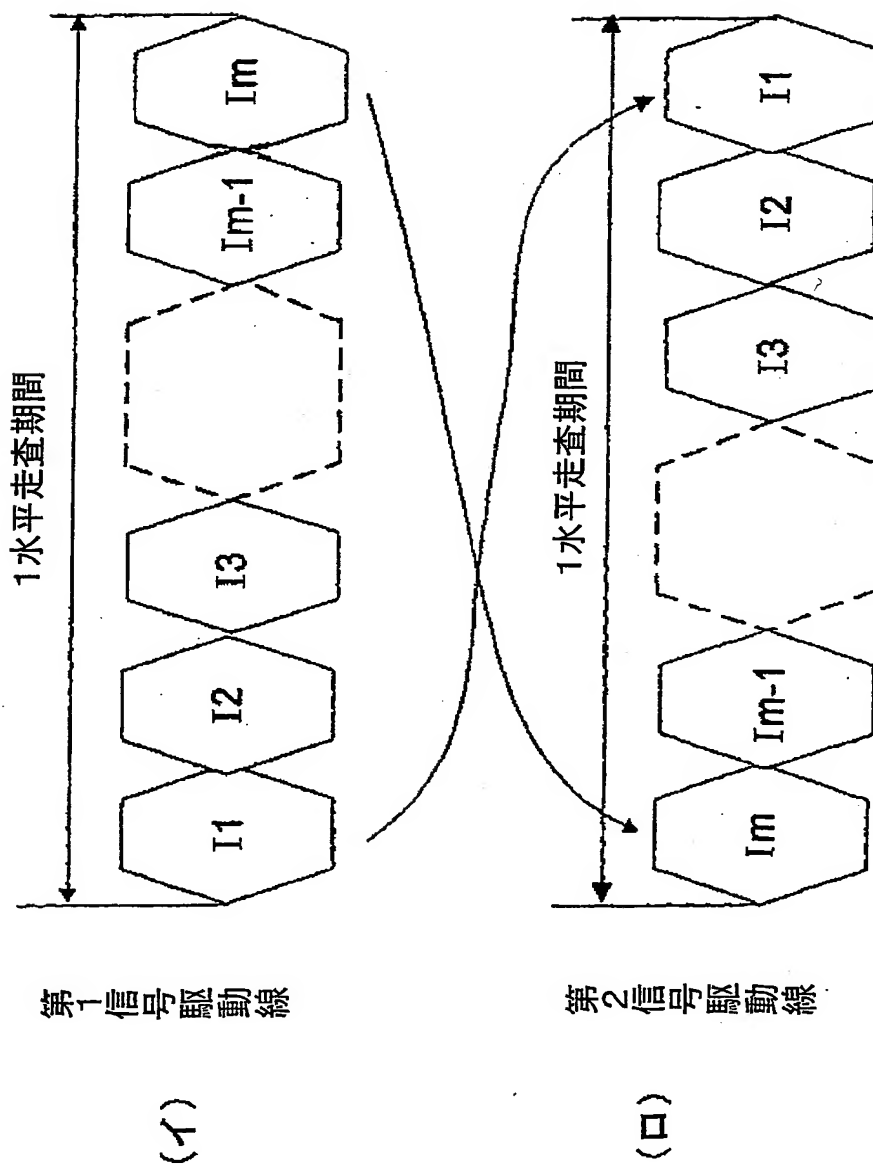 (イ)
第1信号駆動線
1水平走査期間
I1
I2
I3
Im-1
Im
(ロ)
第2信号駆動線
1水平走査期間
Im
Im-1
I3
I2
I1